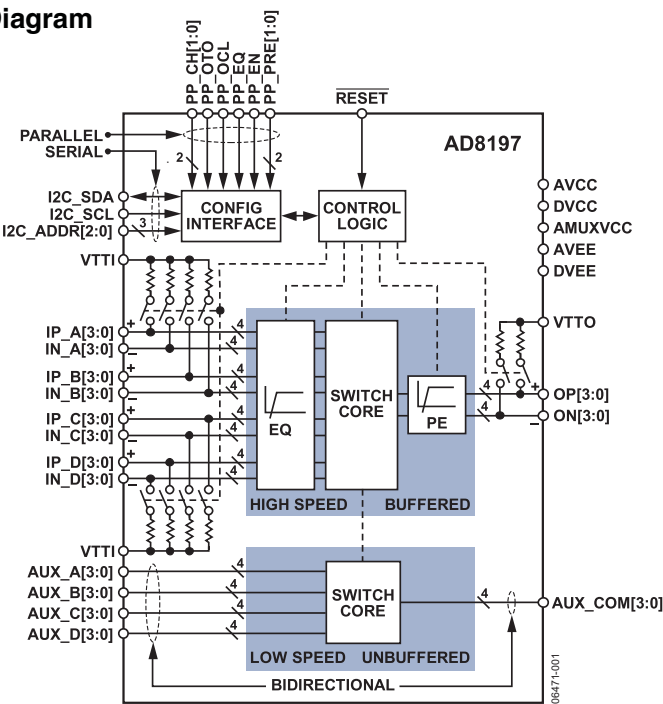 Diagram
PP_CH[1:0]
PP_OTO
PP_OCL
PP_EQ
PP_EN
PP_PRE[1:0]
RESET
PARALLEL
SERIAL
AD8197
2
2
I2C_SDA
I2C_SCL
I2C_ADDR[2:0]
3
CONFIG
INTERFACE
CONTROL
LOGIC
AVCC
DVCC
AMUXVCC
AVEE
DVEE
VTTI
VTTO
+
IP_A[3:0]
4
IN_A[3:0]
–
4
+
IP_B[3:0]
4
IN_B[3:0]
–
4
+
IP_C[3:0]
4
IN_C[3:0]
–
4
+
IP_D[3:0]
4
IN_D[3:0]
–
4
EQ
SWITCH
CORE
PE
4
+
OP[3:0]
4
ON[3:0]
–
HIGH SPEED
BUFFERED
VTTI
AUX_A[3:0]
4
AUX_B[3:0]
4
AUX_C[3:0]
4
AUX_D[3:0]
4
SWITCH
CORE
4
AUX_COM[3:0]
LOW SPEED
UNBUFFERED
BIDIRECTIONAL
06471-001